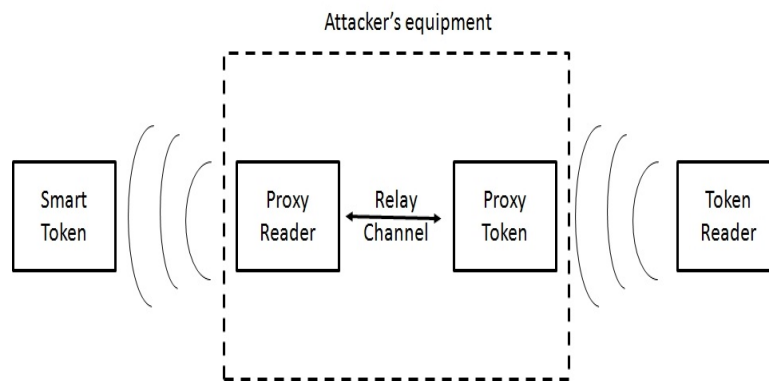 Attacker's equipment
Smart
Token
Proxy
Reader
Relay
Channel
Proxy
Token
Token
Reader